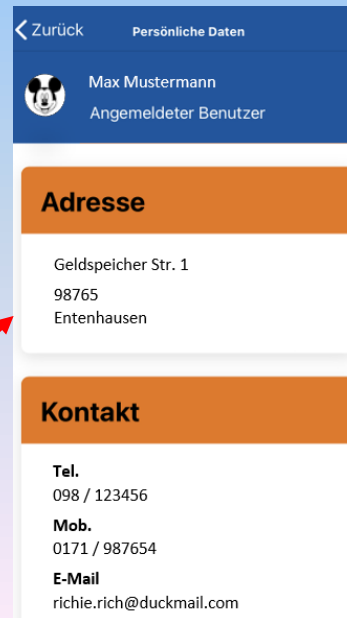 Zurück
Persönliche Daten
Max Mustermann
Angemeldeter Benutzer
Adresse
Geldspeicher Str. 1
98765
Entenhausen
Kontakt
Tel.
098 / 123456
Mob.
0171 / 987654
E-Mail
richie.rich@duckmail.com